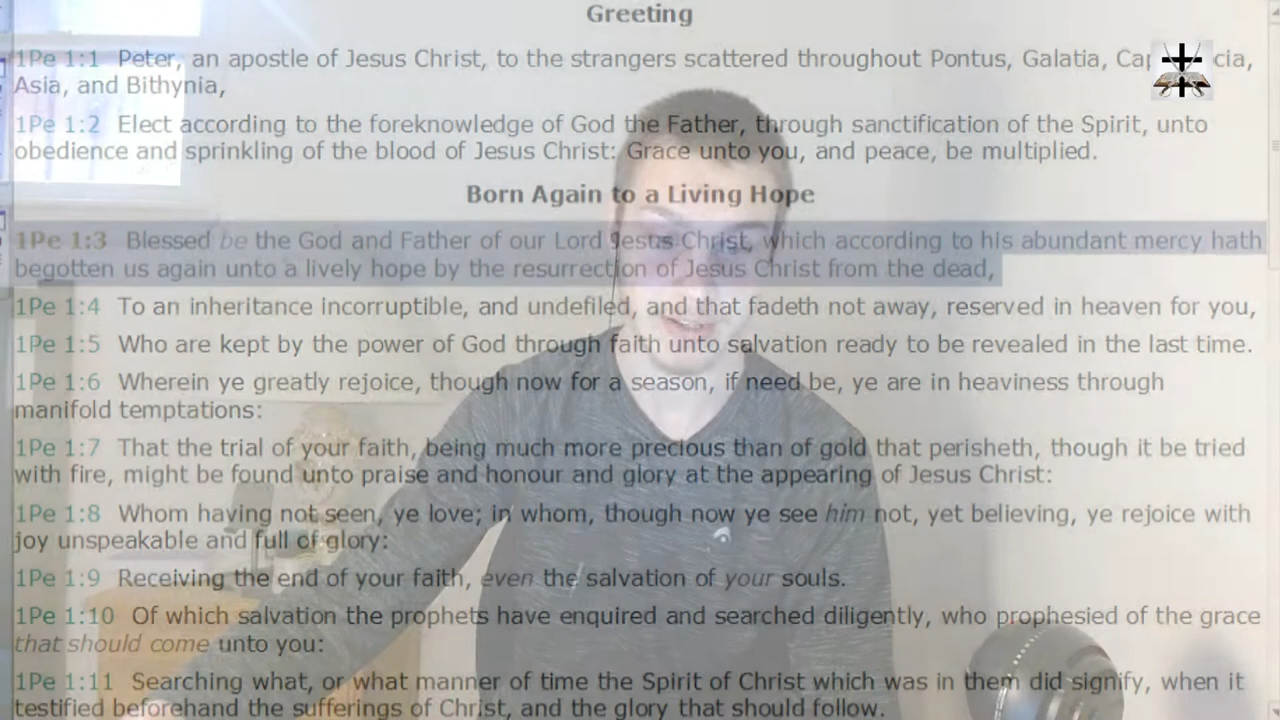 Greeting
1Pe 1:1 Peter, an apostle of Jesus Christ, to the strangers scattered throughout Pontus, Galatia, Cap cia,
Asia, and Bithynia,
1Pe 1:2 Elect according to the foreknowledge of God the Father, through sanctification of the Spirit, unto
obedience and sprinkling of the blood of Jesus Christ: Grace unto you, and peace, be multiplied.
Born Again to a Living Hope
1Pe 1:3 Blessed be the God and Father of our Lord Jesus Christ, which according to his abundant mercy hath
begotten us again unto a lively hope by the resurrection of Jesus Christ from the dead,
1Pe 1:4 To an inheritance incorruptible, and undefiled, and that fadeth not away, reserved in heaven for you,
1Pe 1:5 Who are kept by the power of God through faith unto salvation ready to be revealed in the last time.
1Pe 1:6 Wherein ye greatly rejoice, though now for a season, if need be, ye are in heaviness through
manifold temptations:
1Pe 1:7 That the trial of your faith, being much more precious than of gold that perisheth, though it be tried
with fire, might be found unto praise and honour and glory at the appearing of Jesus Christ:
1Pe 1:8 Whom having not seen, ye love; in whom, though now ye see him not, yet believing, ye rejoice with
joy unspeakable and full of glory:
1Pe 1:9 Receiving the end of your faith, even the salvation of your souls.
1Pe 1:10 Of which salvation the prophets have enquired and searched diligently, who prophesied of the grace
that should come unto you:
1Pe 1:11 Searching what, or what manner of time the Spirit of Christ which was in them did signify, when it
testified beforehand the sufferings of Christ, and the glory that should follow.